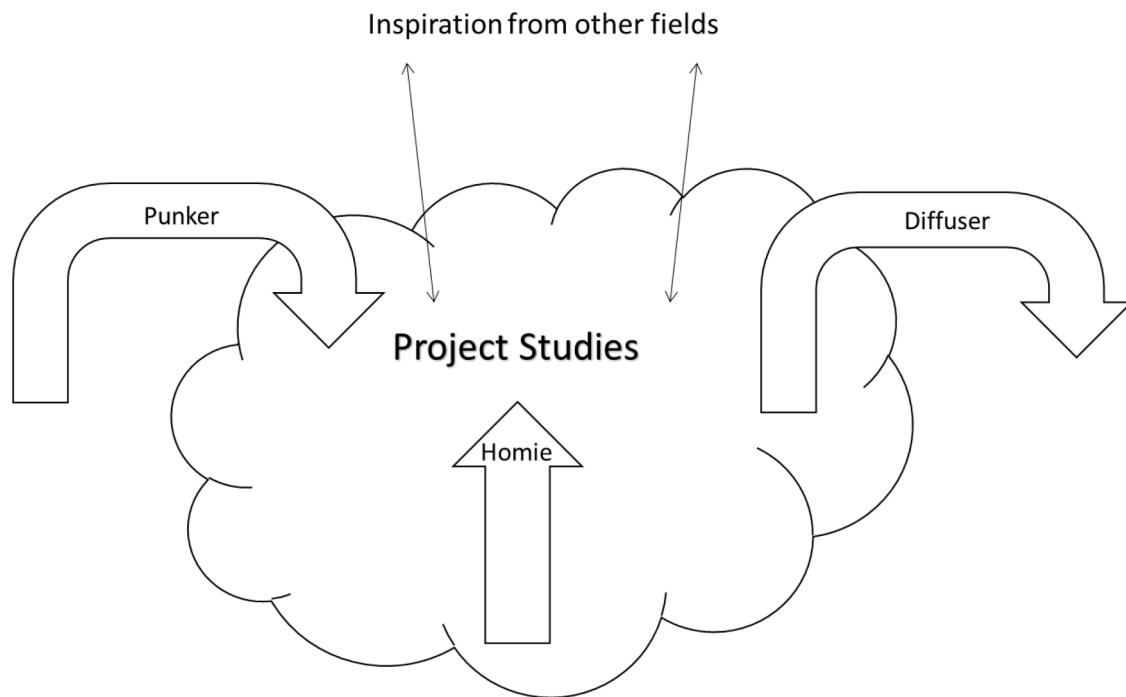 Inspiration from other fields
Punker
Diffuser
Project Studies
Homie